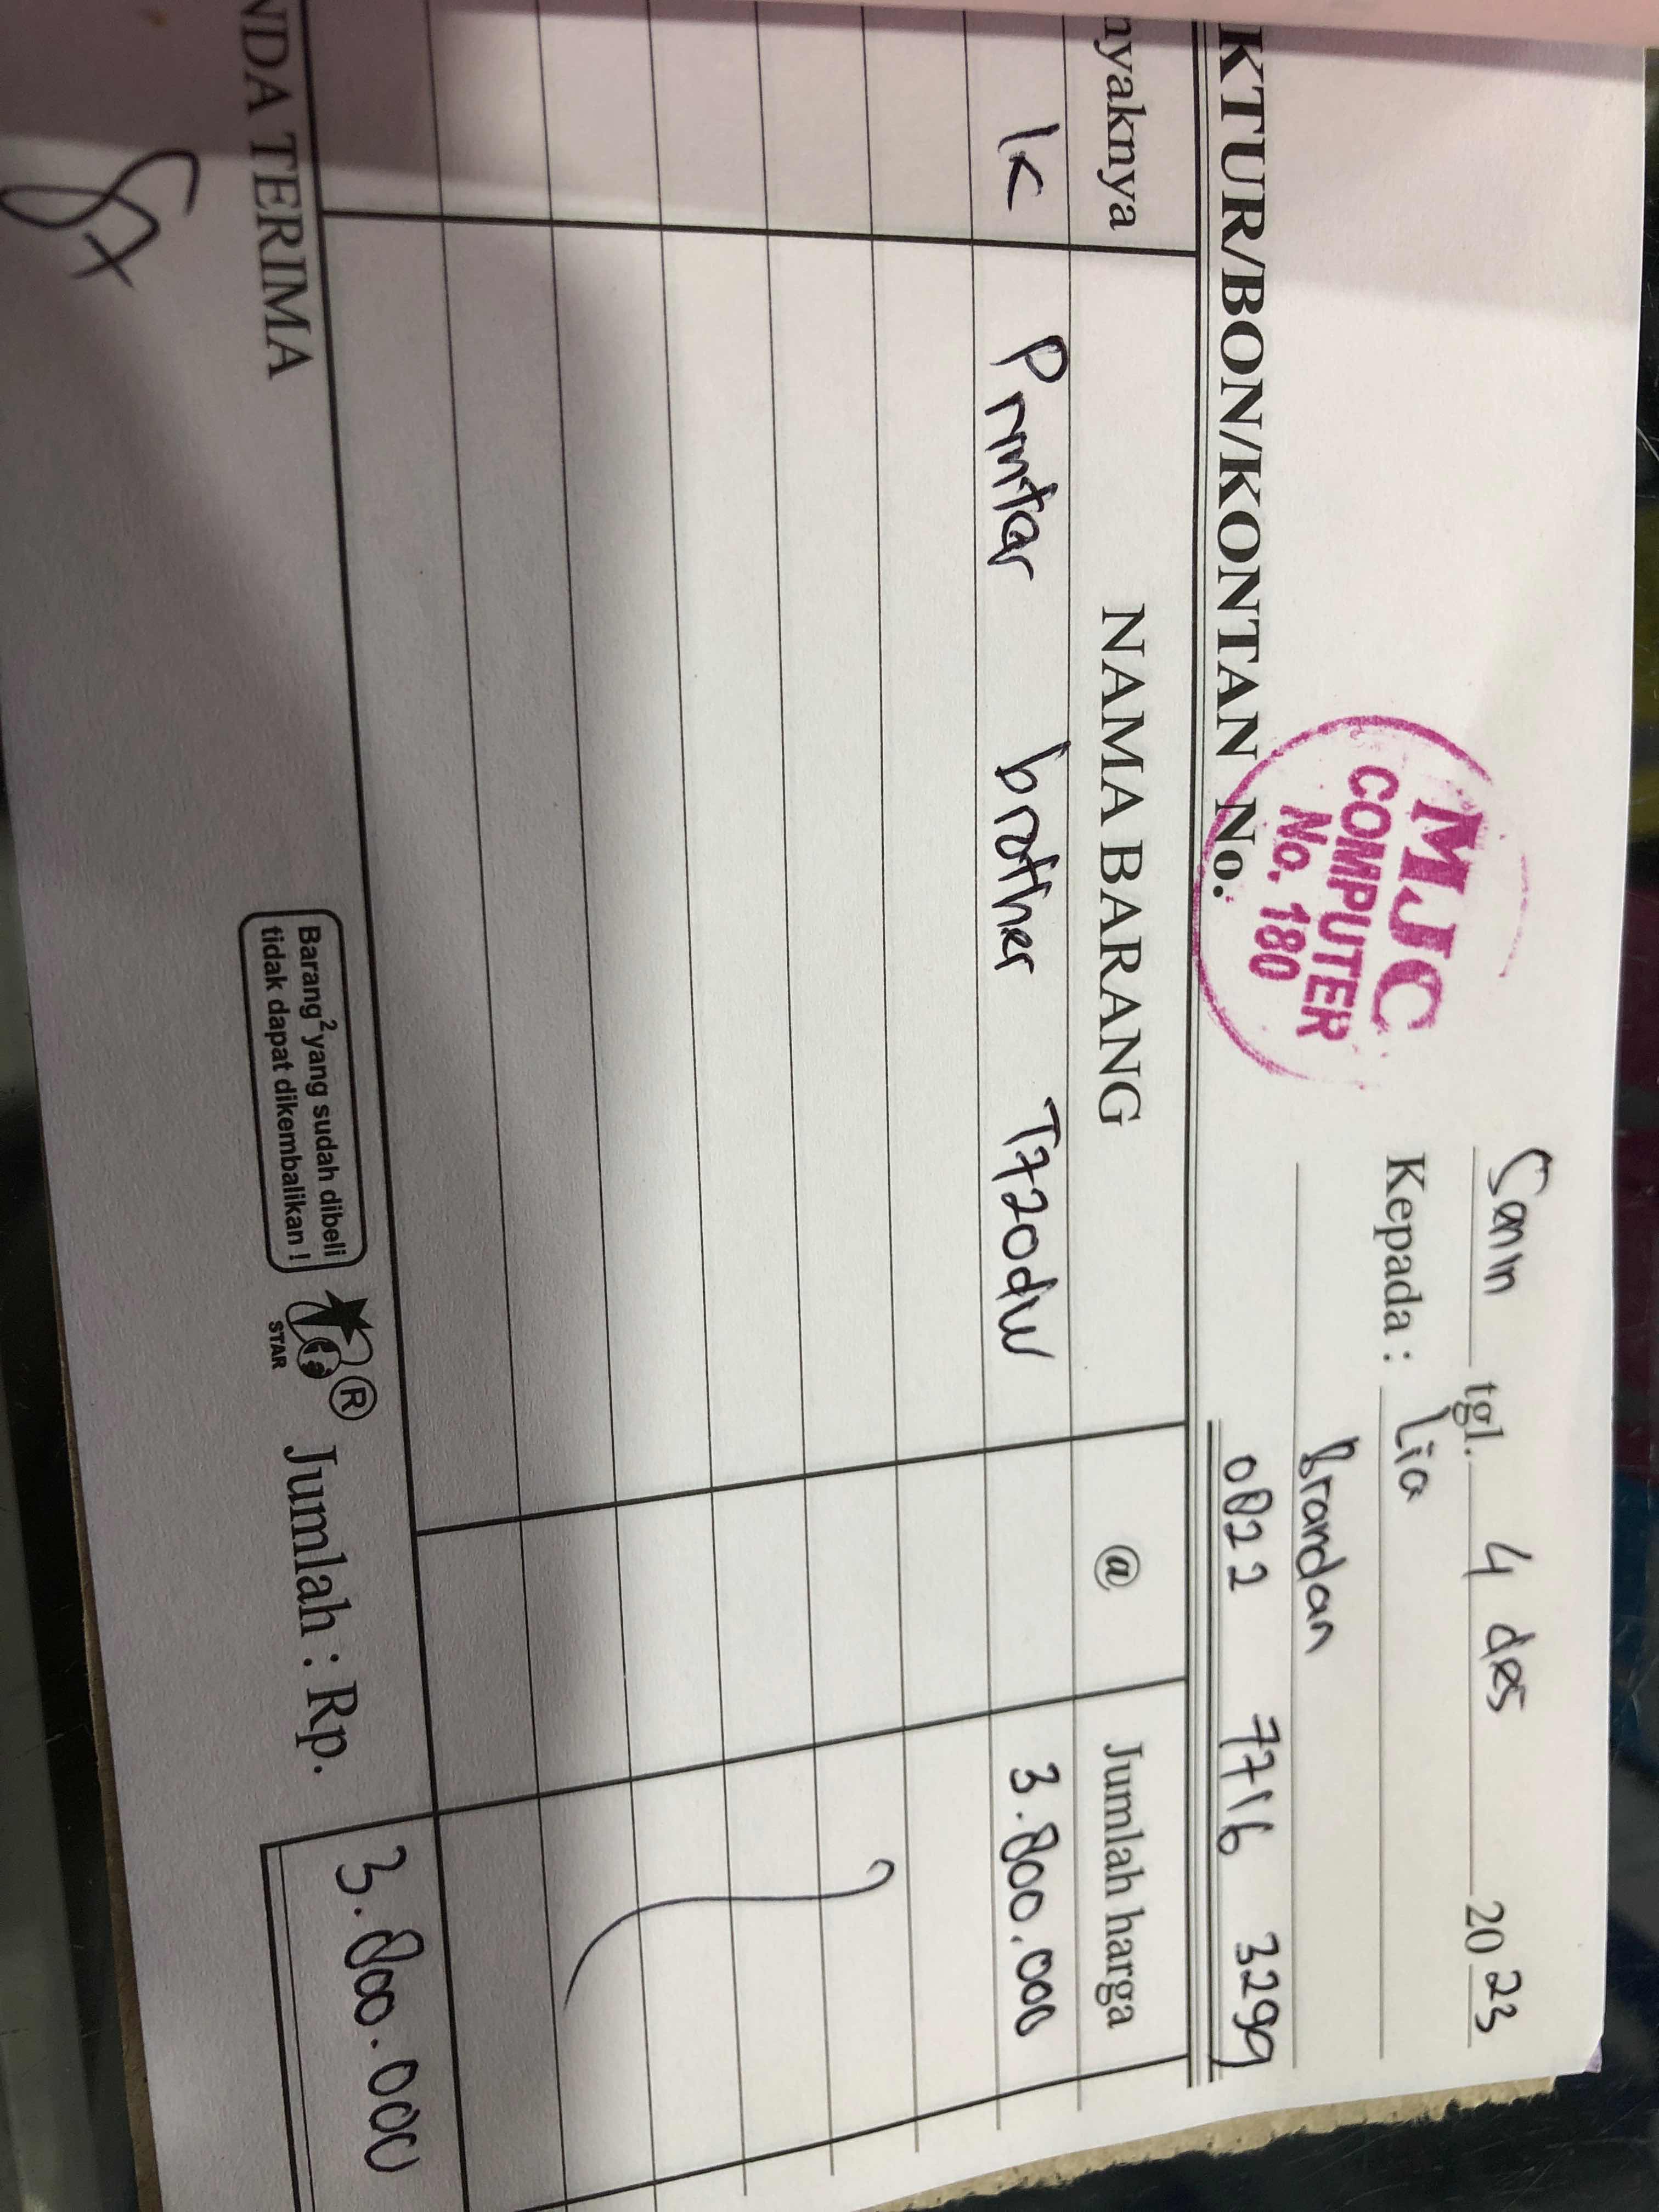 Senin tgl. 4 des 2023
Kepada : Lia
Brandan
0822 7716 3299
MJC
COMPUTER
No. 180
KTUR/BON/KONTAN No.
nyaknya NAMA BARANG @ Jumlah harga
1k Printer brother T720dw 3.800.000
NDA TERIMA
Barang² yang sudah dibeli
tidak dapat dikembalikan !
STAR ®
Jumlah : Rp. 3.800.000